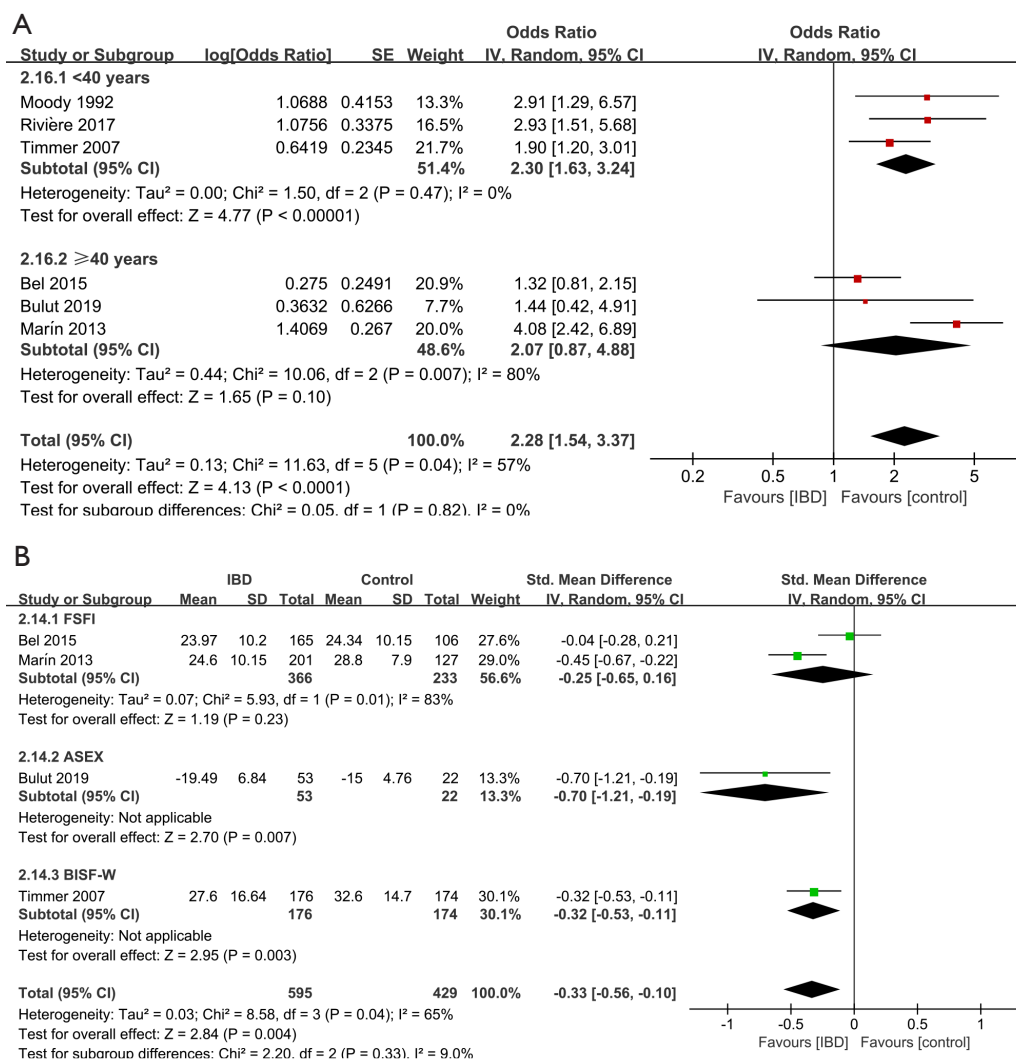 A
Odds Ratio Odds Ratio
Study or Subgroup log[Odds Ratio] SE Weight IV, Random, 95% CI IV, Random, 95% CI
2.16.1 <40 years
Moody 1992 1.0688 0.4153 13.3% 2.91 [1.29, 6.57]
Rivière 2017 1.0756 0.3375 16.5% 2.93 [1.51, 5.68]
Timmer 2007 0.6419 0.2345 21.7% 1.90 [1.20, 3.01]
Subtotal (95% CI) 51.4% 2.30 [1.63, 3.24]
Heterogeneity: Tau² = 0.00; Chi² = 1.50, df = 2 (P = 0.47); I² = 0%
Test for overall effect: Z = 4.77 (P < 0.00001)
2.16.2 ≥40 years
Bel 2015 0.275 0.2491 20.9% 1.32 [0.81, 2.15]
Bulut 2019 0.3632 0.6266 7.7% 1.44 [0.42, 4.91]
Marín 2013 1.4069 0.267 20.0% 4.08 [2.42, 6.89]
Subtotal (95% CI) 48.6% 2.07 [0.87, 4.88]
Heterogeneity: Tau² = 0.44; Chi² = 10.06, df = 2 (P = 0.007); I² = 80%
Test for overall effect: Z = 1.65 (P = 0.10)
Total (95% CI) 100.0% 2.28 [1.54, 3.37]
Heterogeneity: Tau² = 0.13; Chi² = 11.63, df = 5 (P = 0.04); I² = 57%
Test for overall effect: Z = 4.13 (P < 0.0001)
Test for subgroup differences: Chi² = 0.05, df = 1 (P = 0.82), I² = 0%
0.2 0.5 1 2 5
Favours [IBD] Favours [control]
B
IBD Control Std. Mean Difference Std. Mean Difference
Study or Subgroup Mean SD Total Mean SD Total Weight IV, Random, 95% CI IV, Random, 95% CI
2.14.1 FSFI
Bel 2015 23.97 10.2 165 24.34 10.15 106 27.6% -0.04 [-0.28, 0.21]
Marín 2013 24.6 10.15 201 28.8 7.9 127 29.0% -0.45 [-0.67, -0.22]
Subtotal (95% CI) 366 233 56.6% -0.25 [-0.65, 0.16]
Heterogeneity: Tau² = 0.07; Chi² = 5.93, df = 1 (P = 0.01); I² = 83%
Test for overall effect: Z = 1.19 (P = 0.23)
2.14.2 ASEX
Bulut 2019 -19.49 6.84 53 -15 4.76 22 13.3% -0.70 [-1.21, -0.19]
Subtotal (95% CI) 53 22 13.3% -0.70 [-1.21, -0.19]
Heterogeneity: Not applicable
Test for overall effect: Z = 2.70 (P = 0.007)
2.14.3 BISF-W
Timmer 2007 27.6 16.64 176 32.6 14.7 174 30.1% -0.32 [-0.53, -0.11]
Subtotal (95% CI) 176 174 30.1% -0.32 [-0.53, -0.11]
Heterogeneity: Not applicable
Test for overall effect: Z = 2.95 (P = 0.003)
Total (95% CI) 595 429 100.0% -0.33 [-0.56, -0.10]
Heterogeneity: Tau² = 0.03; Chi² = 8.58, df = 3 (P = 0.04); I² = 65%
Test for overall effect: Z = 2.84 (P = 0.004)
Test for subgroup differences: Chi² = 2.20, df = 2 (P = 0.33), I² = 9.0%
-1 -0.5 0 0.5 1
Favours [IBD] Favours [control]